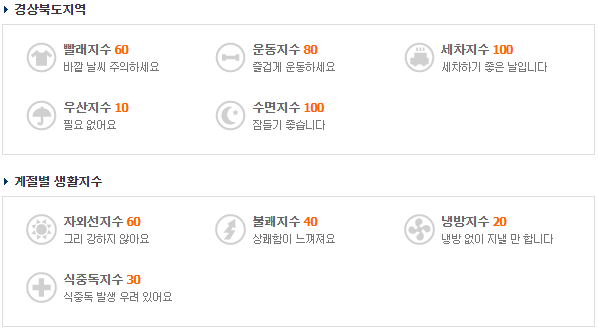 경상북도지역
빨래지수 60
바깥 날씨 주의하세요
운동지수 80
즐겁게 운동하세요
세차지수 100
세차하기 좋은 날입니다
우산지수 10
필요 없어요
수면지수 100
잠들기 좋습니다
계절별 생활지수
자외선지수 60
그리 강하지 않아요
불쾌지수 40
상쾌함이 느껴져요
냉방지수 20
냉방 없이 지낼 만 합니다
식중독지수 30
식중독 발생 우려 있어요